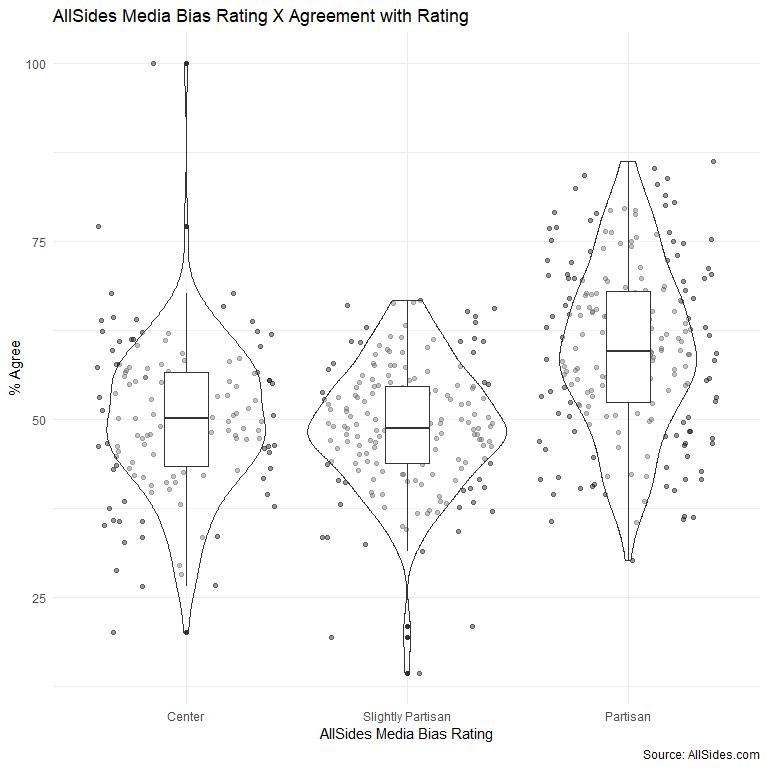 AllSides Media Bias Rating X Agreement with Rating
100
75
50
25
% Agree
Center
Slightly Partisan
Partisan
AllSides Media Bias Rating
Source: AllSides.com